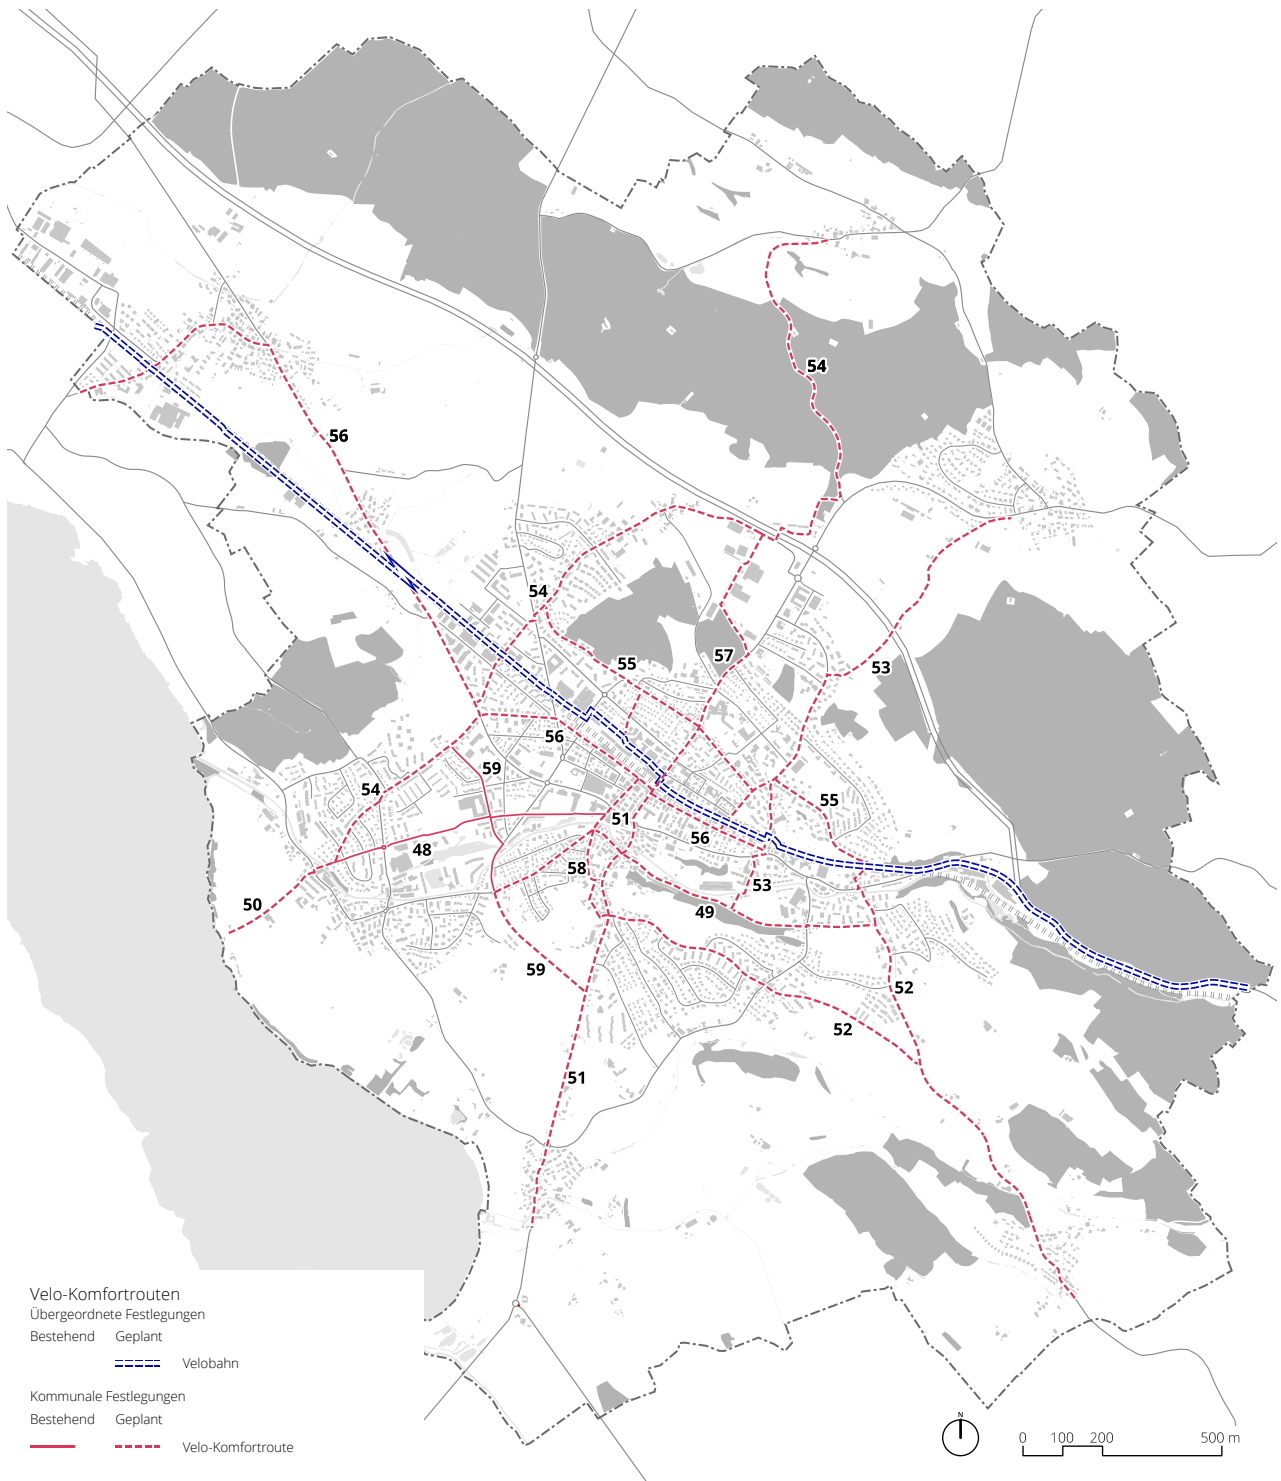 54
56
54
55
57
53
56
59
54
55
51
56
48
58
53
50
49
59
52
52
51
Velo-Komfortrouten
Übergeordnete Festlegungen
Bestehend Geplant
Velobahn
Kommunale Festlegungen
Bestehend Geplant
Velo-Komfortroute
N
0 100 200 500 m